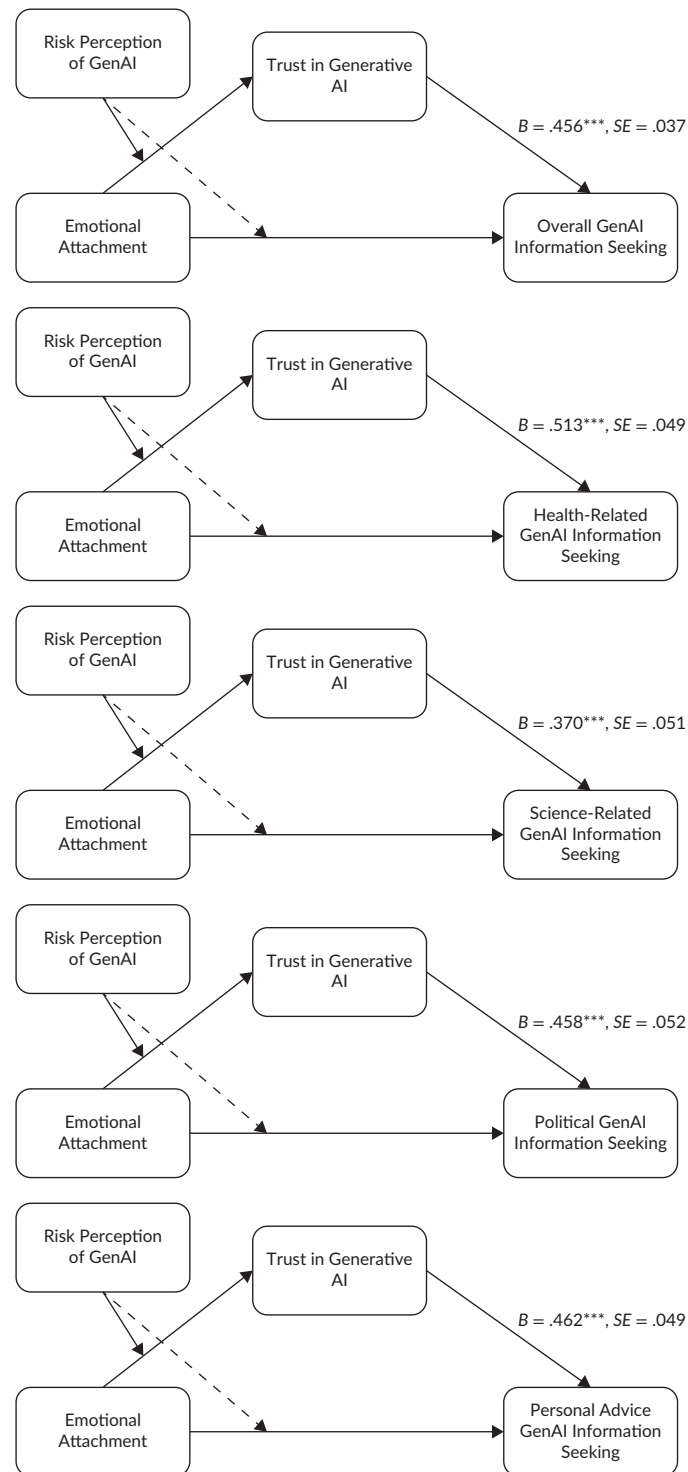 Risk Perception
of GenAI
Trust in Generative
AI
B = .456***, SE = .037
Emotional
Attachment
Overall GenAI
Information Seeking
Risk Perception
of GenAI
Trust in Generative
AI
B = .513***, SE = .049
Emotional
Attachment
Health-Related
GenAI Information
Seeking
Risk Perception
of GenAI
Trust in Generative
AI
B = .370***, SE = .051
Emotional
Attachment
Science-Related
GenAI Information
Seeking
Risk Perception
of GenAI
Trust in Generative
AI
B = .458***, SE = .052
Emotional
Attachment
Political GenAI
Information Seeking
Risk Perception
of GenAI
Trust in Generative
AI
B = .462***, SE = .049
Emotional
Attachment
Personal Advice
GenAI Information
Seeking